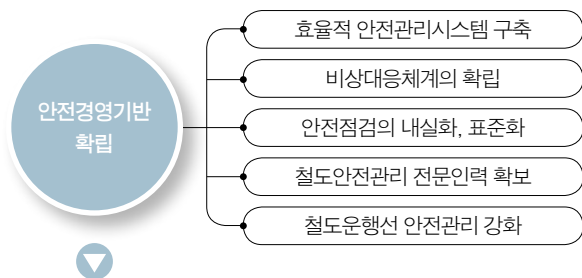 안전경영기반
확립
효율적 안전관리시스템 구축
비상대응체계의 확립
안전점검의 내실화, 표준화
철도안전관리 전문인력 확보
철도운행선 안전관리 강화